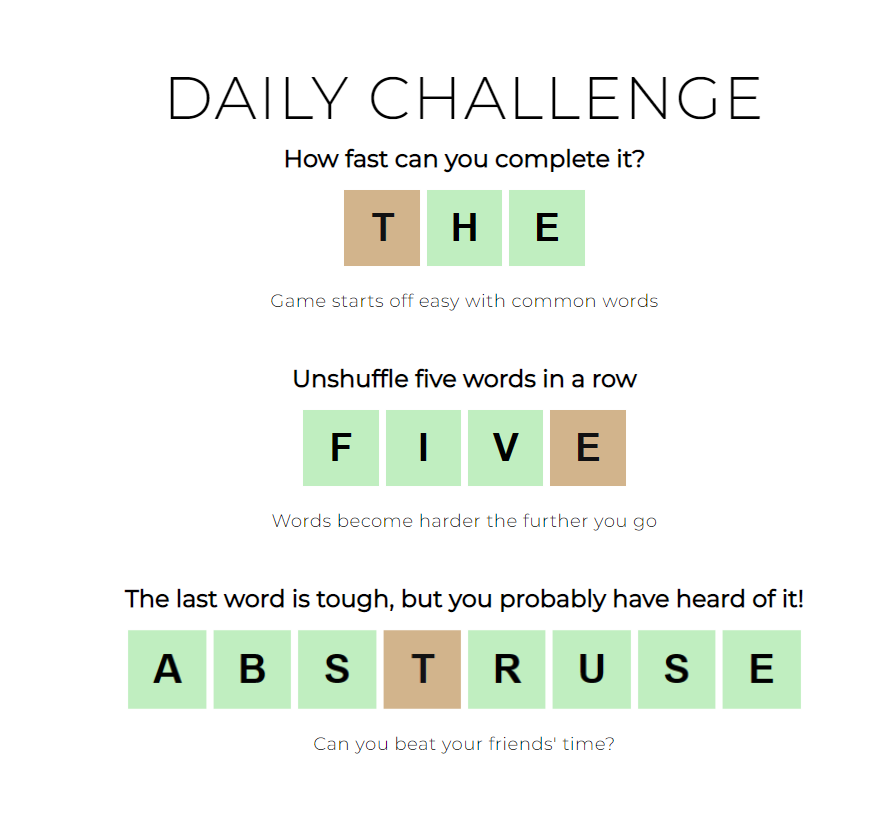 DAILY CHALLENGE
How fast can you complete it?
T H E
Game starts off easy with common words
Unshuffle five words in a row
F I V E
Words become harder the further you go
The last word is tough, but you probably have heard of it!
A B S T R U S E
Can you beat your friends' time?